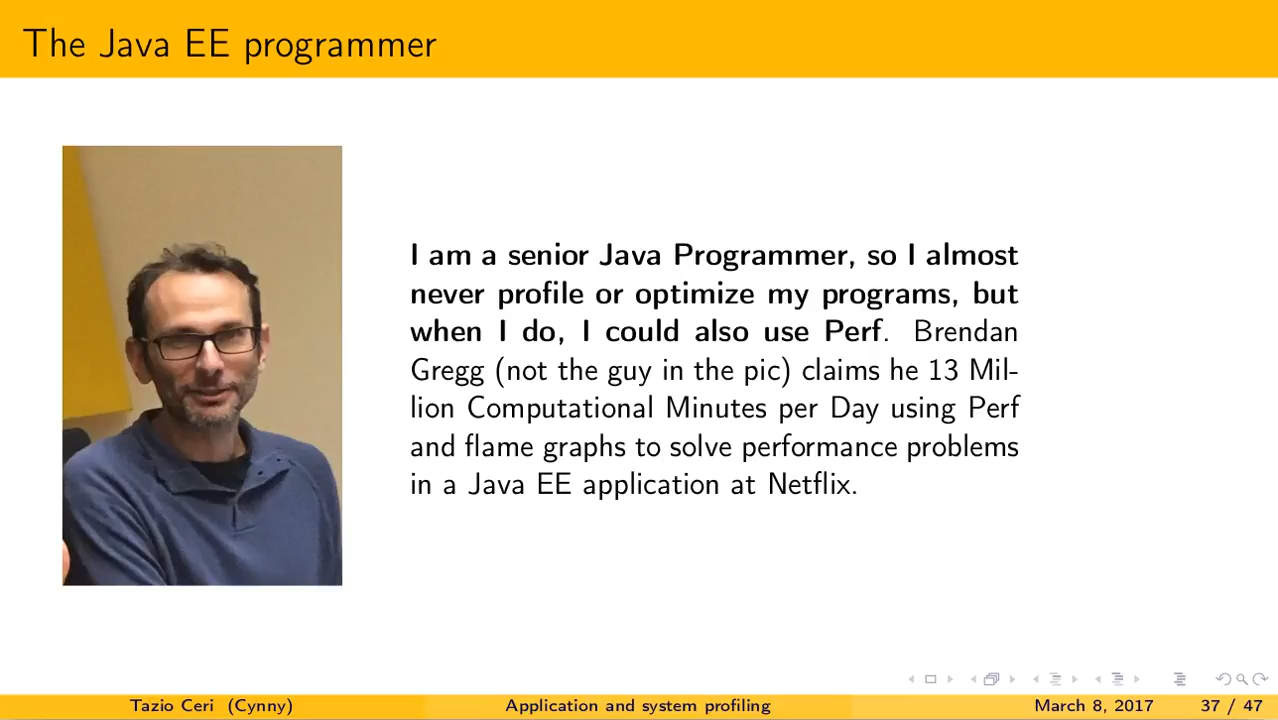 The Java EE programmer
I am a senior Java Programmer, so I almost
never profile or optimize my programs, but
when I do, I could also use Perf. Brendan
Gregg (not the guy in the pic) claims he 13 Mil-
lion Computational Minutes per Day using Perf
and flame graphs to solve performance problems
in a Java EE application at Netflix.
Tazio Ceri (Cynny) Application and system profiling March 8, 2017 37 / 47